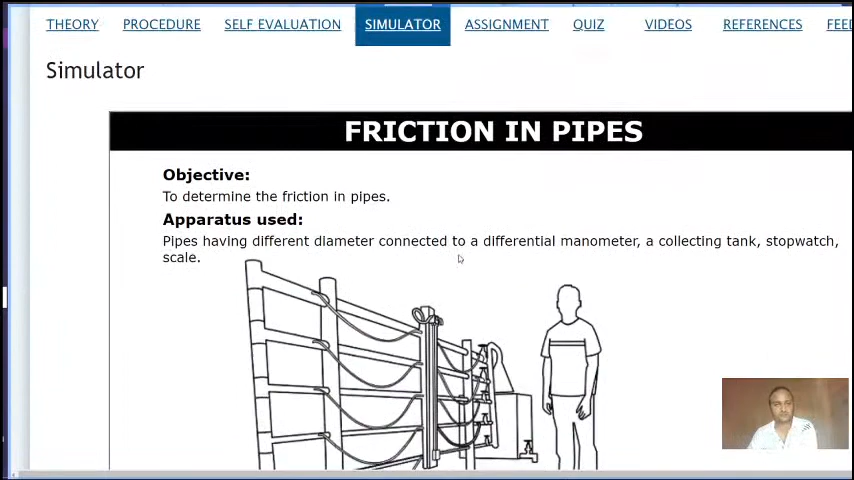 THEORY PROCEDURE SELF EVALUATION SIMULATOR ASSIGNMENT QUIZ VIDEOS REFERENCES FEED
Simulator
FRICTION IN PIPES
Objective:
To determine the friction in pipes.
Apparatus used:
Pipes having different diameter connected to a differential manometer, a collecting tank, stopwatch,
scale.